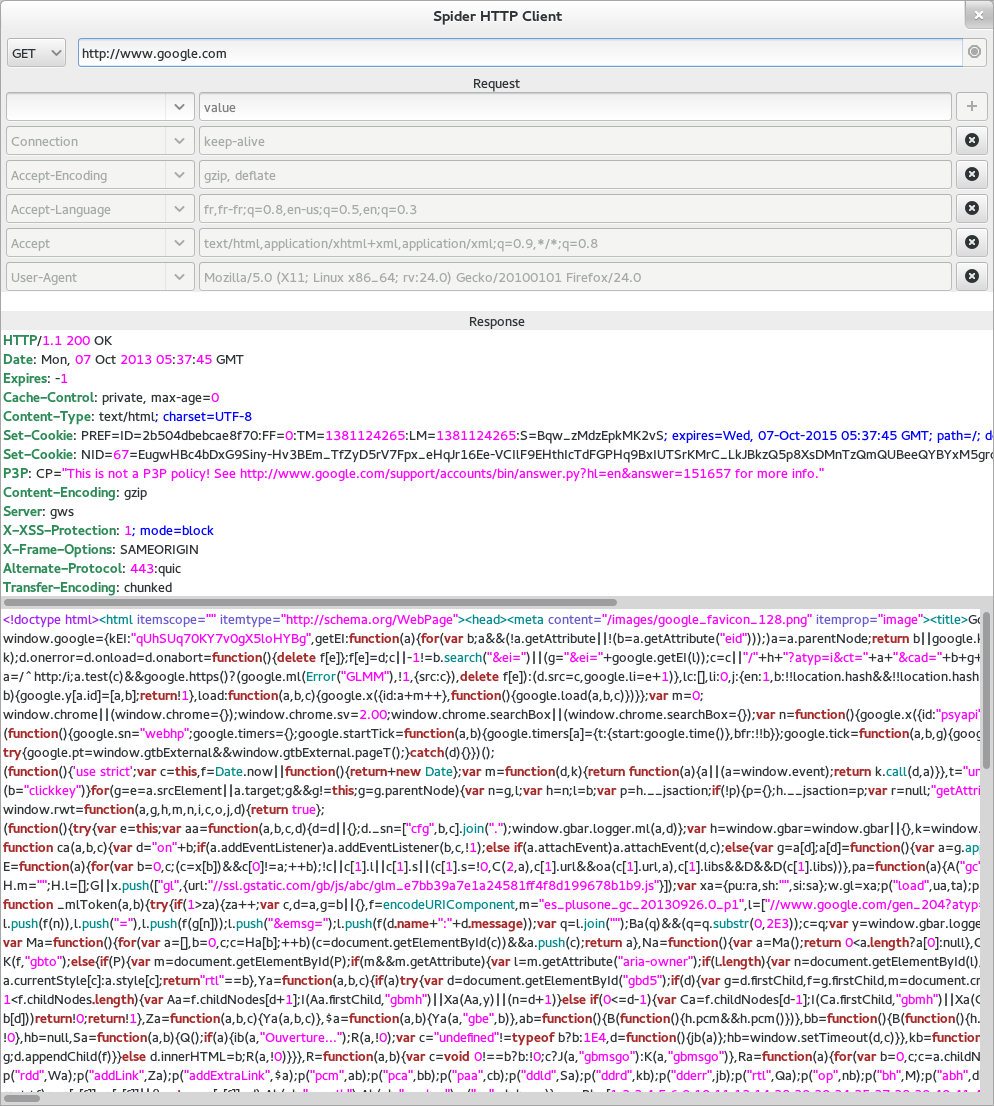 Spider HTTP Client
GET http://www.google.com
Request
value
Connection keep-alive
Accept-Encoding gzip, deflate
Accept-Language fr,fr-fr;q=0.8,en-us;q=0.5,en;q=0.3
Accept text/html,application/xhtml+xml,application/xml;q=0.9,*/*;q=0.8
User-Agent Mozilla/5.0 (X11; Linux x86_64; rv:24.0) Gecko/20100101 Firefox/24.0
Response
HTTP/1.1 200 OK
Date: Mon, 07 Oct 2013 05:37:45 GMT
Expires: -1
Cache-Control: private, max-age=0
Content-Type: text/html; charset=UTF-8
Set-Cookie: PREF=ID=2b504dbebcae8f70:FF=0:TM=1381124265:LM=1381124265:S=Bqw_zMdzEpkMK2vS; expires=Wed, 07-Oct-2015 05:37:45 GMT; path=/;
Set-Cookie:
P3P: CP="This is not a P3P policy! See http://www.google.com/support/accounts/bin/answer.py?hl=en&answer=151657 for more info."
Content-Encoding: gzip
Server: gws
X-XSS-Protection: 1; mode=block
X-Frame-Options: SAMEORIGIN
Alternate-Protocol: 443:quic
Transfer-Encoding: chunked
<!doctype html><html itemscope="" itemtype="http://schema.org/WebPage"><head><meta content="/images/google_favicon_128.png" itemprop="image"><title>
window.google={kEI:"qUhSUq70KY7v0gX5loHYBg",getEI:function(a){for(var b;a&&(!a.getAttribute||!(b=a.getAttribute("eid")));)a=a.parentNode;return b||google.
k);d.onerror=d.onload=d.onabort=function(){delete f[e]};f[e]=d;c||-1!=b.search("&ei=")||(g="&ei="+google.getEI(l));c=c||"/"+h+"?atyp=i&ct="+a+"&cad="+b+g+
a=/^http:/i;a.test(c)&&google.https()?(google.ml(Error("GLMM"),!1,{src:c}),delete f[e]):(d.src=c,google.li=e+1)},lc:[],li:0,j:{en:1,b:!!location.hash&&!!location.hash
b){google.y[a.id]=[a,b];return!1},load:function(a,b,c){google.x({id:a+m++},function(){google.load(a,b,c)})}};var m=0;
window.chrome||(window.chrome={});window.chrome.sv=2.00;window.chrome.searchBox||(window.chrome.searchBox={});var n=function(){google.x({id:"psyapi"
(function(){google.sn="webhp";google.timers={};google.startTick=function(a,b){google.timers[a]={t:{start:google.time()},bfr:!!b}};google.tick=function(a,b,g){
try{google.pt=window.gtbExternal&&window.gtbExternal.pageT();}catch(d){}})();
(function(){'use strict';var c=this,f=Date.now||function(){return+new Date};var m=function(d,k){return function(a){a||(a=window.event);return k.call(d,a)}},t=
(b="clickkey")}for(g=e=a.srcElement||a.target;g&&g!=this;g=g.parentNode){var n=g,l;var h=n;l=b;var p=h.__jsaction;if(!p){p={};h.__jsaction=p;var r=null;
window.rwt=function(a,g,h,m,n,i,c,o,j,d){return true};
(function(){try{var e=this;var aa=function(a,b,c,d){d=d||{};d._sn=["cfg",b,c].join(".");window.gbar.logger.ml(a,d)};var h=window.gbar=window.gbar||{},k=window.
function ca(a,b,c){var d="on"+b;if(a.addEventListener)a.addEventListener(b,c,!1);else if(a.attachEvent)a.attachEvent(d,c);else{var g=a[d];a[d]=function(){var a=g.
E=function(a){for(var b=0,c;(c=x[b])&&c[0]!=a;++b);!c||c[1].l||c[1].s||(c[1].s=!0,C(2,a),c[1].url&&oa(c[1].url,a),c[1].libs&&D&&D(c[1].libs))},pa=function(a){A("gc"
H.m="";H.l=[];G||x.push(["gl",{url:"//ssl.gstatic.com/gb/js/abc/glm_e7bb39a7e1a24581ff4f8d199678b1b9.js"}]);var xa={pu:ra,sh:"",si:sa};w.gl=xa;p("load",ua,ta);
function _mlToken(a,b){try{if(1>za){za++;var c,d=a,g=b||{},f=encodeURIComponent,m="es_plusone_gc_20130926.0_p1",l=["//www.google.com/gen_204?atyp=
l.push(f(n)),l.push("="),l.push(f(g[n]));l.push("&emsg=");l.push(f(d.name+":"+d.message));var q=l.join("");Ba(q)&&(q=q.substr(0,2E3));c=q;var y=window.gbar.
var Ma=function(){for(var a=[],b=0,c;c=Ha[b];++b)(c=document.getElementById(c))&&a.push(c);return a},Na=function(){var a=Ma();return 0<a.length?a[0]:null},
K(f,"gbto");else{if(P){var m=document.getElementById(P);if(m&&m.getAttribute){var l=m.getAttribute("aria-owner");if(l.length){var n=document.getElementById(l);
a.currentStyle[c]:a.style[c];return"rtl"==b},Ya=function(a,b,c){if(a)try{var d=document.getElementById("gbd5");if(d){var g=d.firstChild,f=g.firstChild,
1<f.childNodes.length){var Aa=f.childNodes[d+1];I(Aa.firstChild,"gbmh")||Xa(Aa,y)||(n=d+1)}else if(0<=d-1){var Ca=f.childNodes[d-1];I(Ca.firstChild,"gbmh")
b[d]))return!0;return!1},Za=function(a,b,c){Ya(a,b,c)},$a=function(a,b){Ya(a,"gbe",b)},ab=function(){B(function(){h.pcm&&h.pcm()})},bb=function(){B(function(){h.
!0},hb=null,Sa=function(a,b){Q();if(a){ib(a,"Ouverture...");R(a,!0);var c="undefined"!=typeof b?b:1E4,d=function(){jb(a)};hb=window.setTimeout(d,c)}},
g;d.appendChild(f)}}else d.innerHTML=b;R(a,!0)}}},R=function(a,b){var c=void 0!==b?b:!0;c?J(a,"gbmsgo"):K(a,"gbmsgo")},Ra=function(a){for(var b=0,c;c=a.
p("rdd",Wa);p("addLink",Za);p("addExtraLink",$a);p("pcm",ab);p("pca",bb);p("paa",cb);p("ddld",Sa);p("ddrd",kb);p("dderr",jb);p("rtl",Qa);p("op",nb);p("bh",M);p("abh",